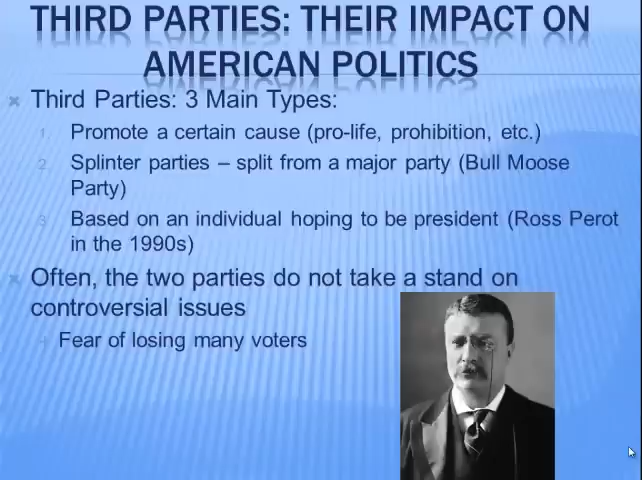 THIRD PARTIES: THEIR IMPACT ON
AMERICAN POLITICS
Third Parties: 3 Main Types:
1. Promote a certain cause (pro-life, prohibition, etc.)
2. Splinter parties – split from a major party (Bull Moose
Party)
3. Based on an individual hoping to be president (Ross Perot
in the 1990s)
Often, the two parties do not take a stand on
controversial issues
Fear of losing many voters